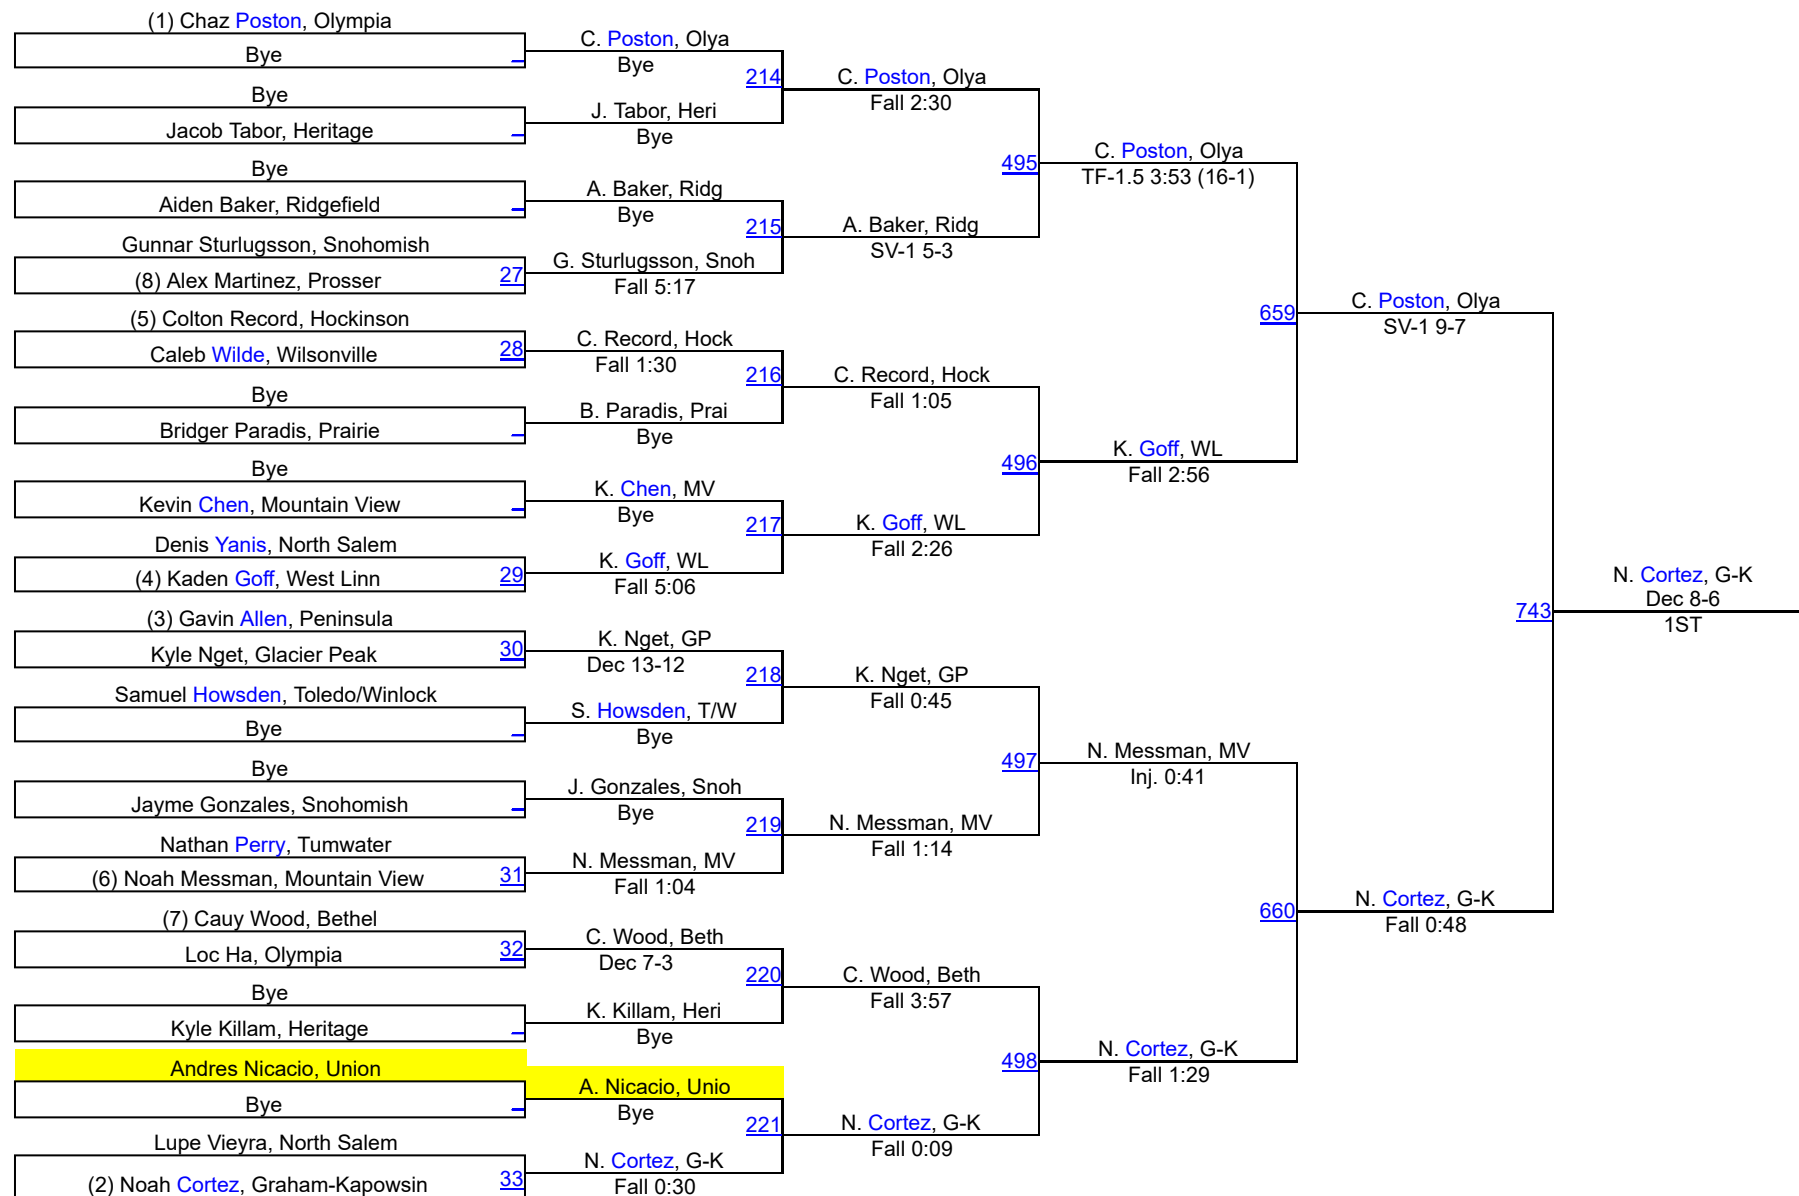 (1) Chaz Poston, Olympia
Bye
Bye
Jacob Tabor, Heritage
Bye
Aiden Baker, Ridgefield
Gunnar Sturlugsson, Snohomish
(8) Alex Martinez, Prosser
27
(5) Colton Record, Hockinson
Caleb Wilde, Wilsonville
28
Bye
Bridger Paradis, Prairie
Bye
Kevin Chen, Mountain View
Denis Yanis, North Salem
(4) Kaden Goff, West Linn
29
(3) Gavin Allen, Peninsula
Kyle Nget, Glacier Peak
30
Samuel Howsden, Toledo/Winlock
Bye
Bye
Jayme Gonzales, Snohomish
Nathan Perry, Tumwater
(6) Noah Messman, Mountain View
31
(7) Cauy Wood, Bethel
Loc Ha, Olympia
32
Bye
Kyle Killam, Heritage
Andres Nicacio, Union
Bye
Lupe Vieyra, North Salem
(2) Noah Cortez, Graham-Kapowsin
33
C. Poston, Olya
Bye
214
J. Tabor, Heri
Bye
A. Baker, Ridg
Bye
215
G. Sturlugsson, Snoh
Fall 5:17
C. Record, Hock
Fall 1:30
216
B. Paradis, Prai
Bye
K. Chen, MV
Bye
217
K. Goff, WL
Fall 5:06
K. Nget, GP
Dec 13-12
218
S. Howsden, T/W
Bye
J. Gonzales, Snoh
Bye
219
N. Messman, MV
Fall 1:04
C. Wood, Beth
Dec 7-3
220
K. Killam, Heri
Bye
A. Nicacio, Unio
Bye
221
N. Cortez, G-K
Fall 0:30
C. Poston, Olya
Fall 2:30
495
A. Baker, Ridg
SV-1 5-3
C. Record, Hock
Fall 1:05
496
K. Goff, WL
Fall 2:26
K. Nget, GP
Fall 0:45
497
N. Messman, MV
Fall 1:14
C. Wood, Beth
Fall 3:57
498
N. Cortez, G-K
Fall 0:09
C. Poston, Olya
TF-1.5 3:53 (16-1)
659
K. Goff, WL
Fall 2:56
N. Messman, MV
Inj. 0:41
660
N. Cortez, G-K
Fall 1:29
C. Poston, Olya
SV-1 9-7
743
N. Cortez, G-K
Fall 0:48
N. Cortez, G-K
Dec 8-6
1ST